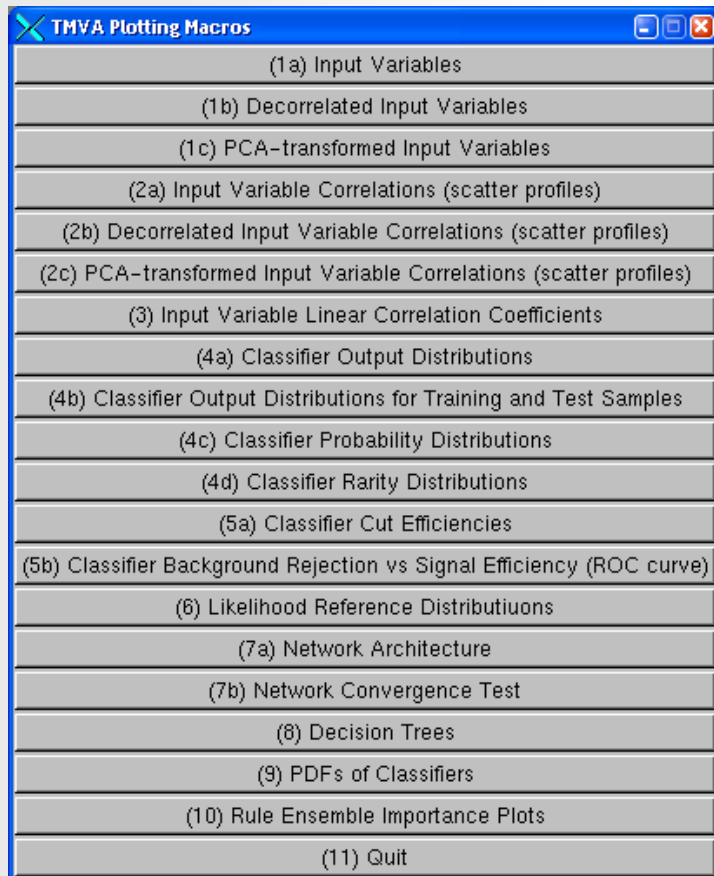 TMVA Plotting Macros
(1a) Input Variables
(1b) Decorrelated Input Variables
(1c) PCA-transformed Input Variables
(2a) Input Variable Correlations (scatter profiles)
(2b) Decorrelated Input Variable Correlations (scatter profiles)
(2c) PCA-transformed Input Variable Correlations (scatter profiles)
(3) Input Variable Linear Correlation Coefficients
(4a) Classifier Output Distributions
(4b) Classifier Output Distributions for Training and Test Samples
(4c) Classifier Probability Distributions
(4d) Classifier Rarity Distributions
(5a) Classifier Cut Efficiencies
(5b) Classifier Background Rejection vs Signal Efficiency (ROC curve)
(6) Likelihood Reference Distributiuons
(7a) Network Architecture
(7b) Network Convergence Test
(8) Decision Trees
(9) PDFs of Classifiers
(10) Rule Ensemble Importance Plots
(11) Quit